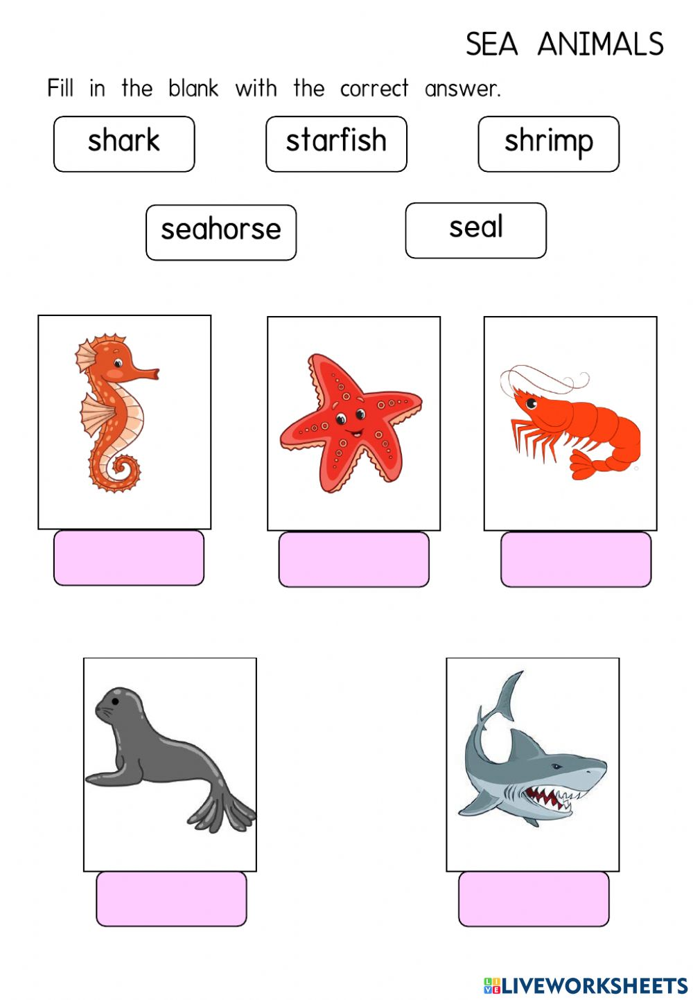 SEA ANIMALS
Fill in the blank with the correct answer.
shark starfish shrimp
seahorse seal
LIVEWORKSHEETS